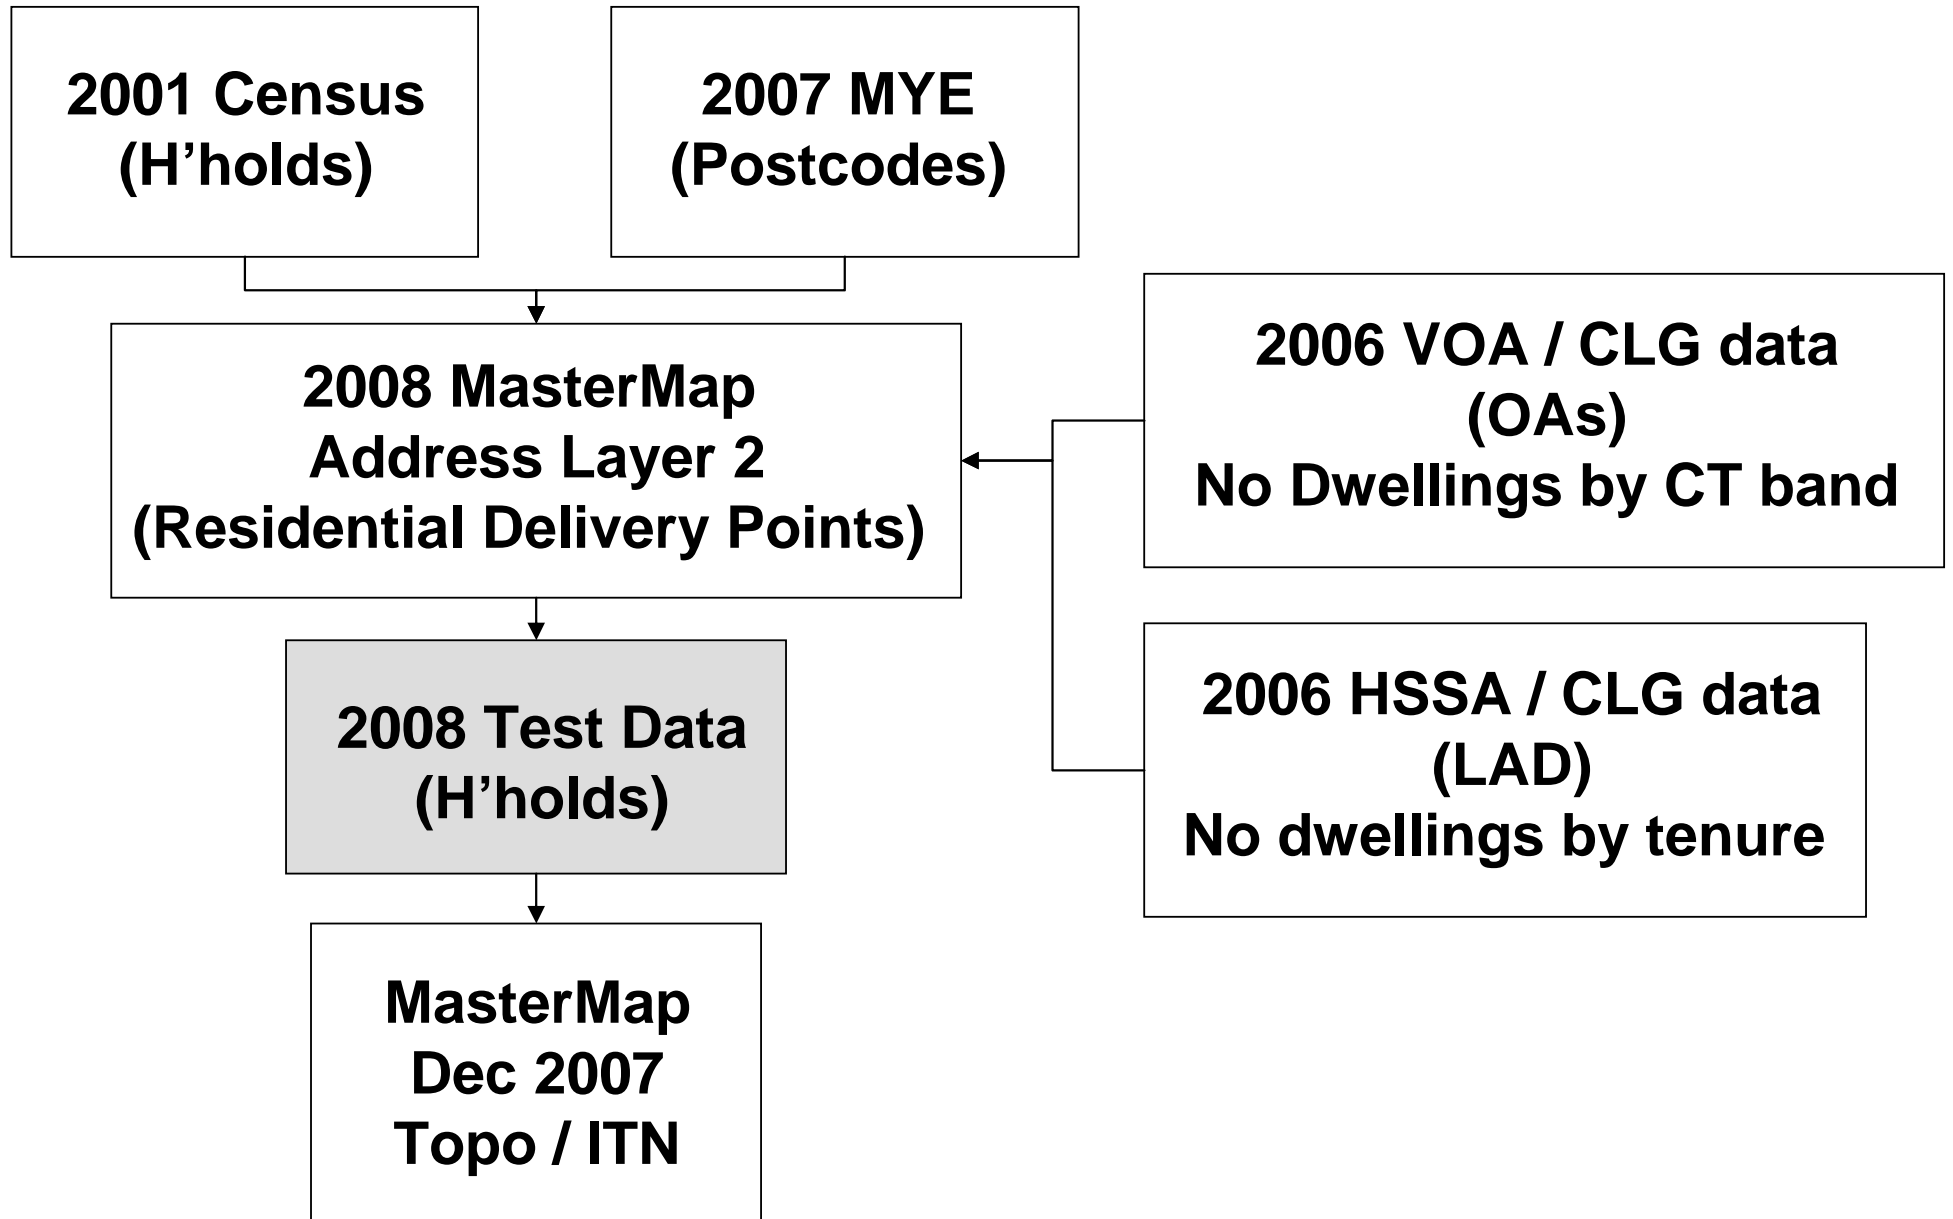 2001 Census
(H’holds)
2007 MYE
(Postcodes)
2008 MasterMap
Address Layer 2
(Residential Delivery Points)
2006 VOA / CLG data
(OAs)
No Dwellings by CT band
2006 HSSA / CLG data
(LAD)
No dwellings by tenure
2008 Test Data
(H’holds)
MasterMap
Dec 2007
Topo / ITN